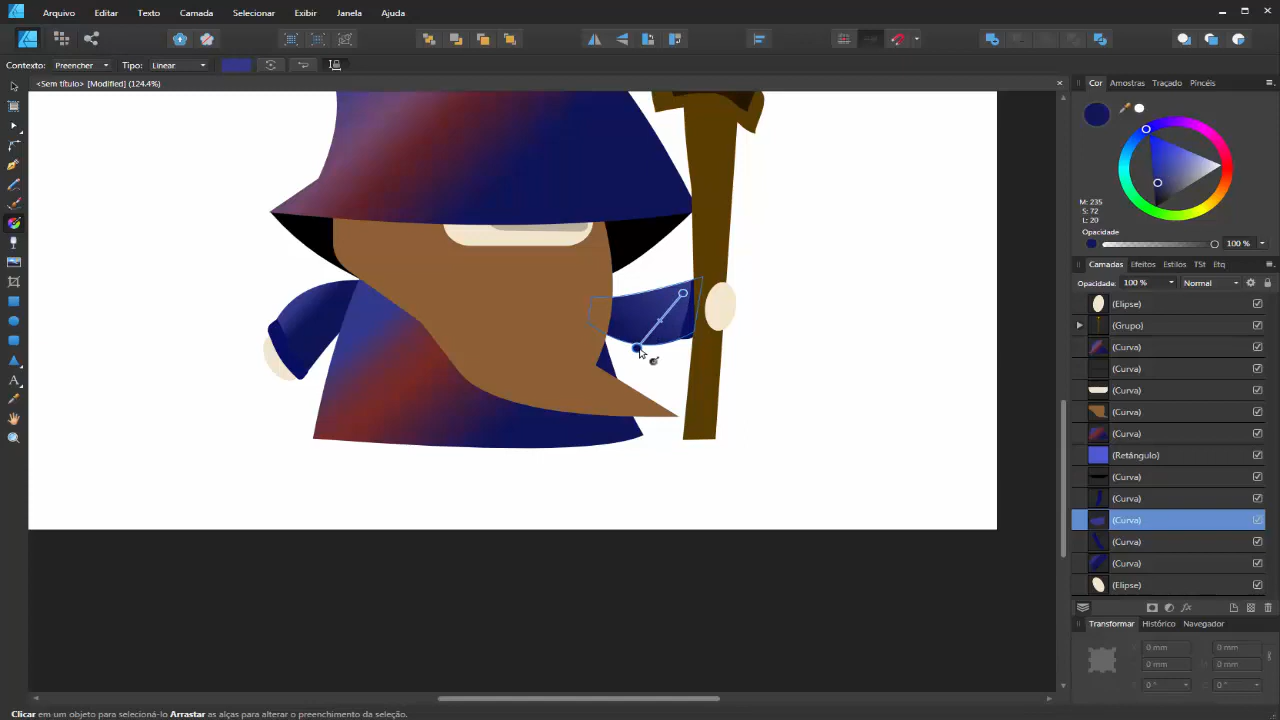 Arquivo Editar Texto Camada Selecionar Exibir Janela Ajuda
Contexto: Preencher Tipo: Linear
<Sem título> [Modified] (124.4%)
Cor Amostras Traçado Pincéis
M: 235
S: 72
L: 20
Opacidade
100 %
Camadas Efeitos Estilos TSt Etq
Opacidade: 100 % Normal
(Elipse)
(Grupo)
(Curva)
(Curva)
(Curva)
(Curva)
(Curva)
(Retângulo)
(Curva)
(Curva)
(Curva)
(Curva)
(Curva)
(Elipse)
Transformar Histórico Navegador
X: 0 mm W: 0 mm
Y: 0 mm H: 0 mm
R: 0 ° S: 0 °
Clicar em um objeto para selecioná-lo Arrastar as alças para alterar o preenchimento da seleção.